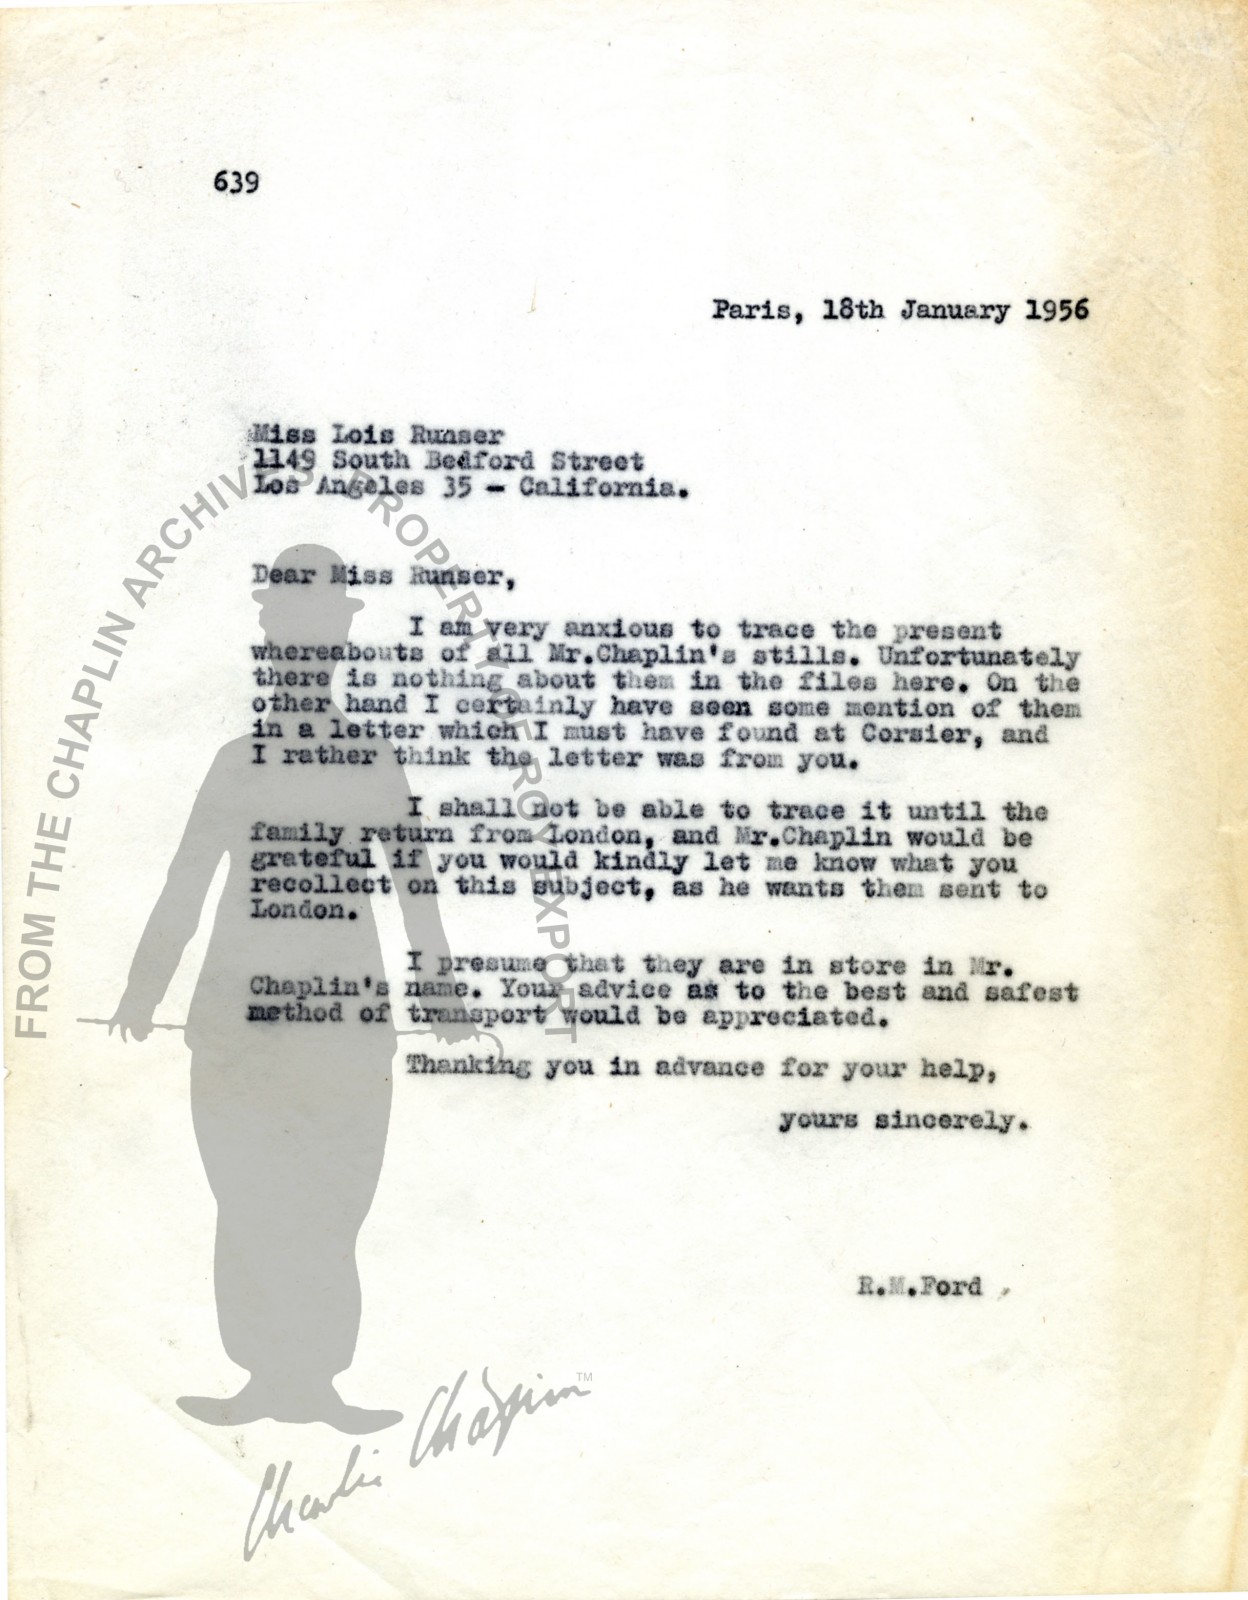 639
Paris, 18th January 1956
Miss Lois Runser
1149 South Bedford Street
Los Angeles 35 - California.
Dear Miss Runser,
I am very anxious to trace the present
whereabouts of all Mr.Chaplin's stills. Unfortunately
there is nothing about them in the files here. On the
other hand I certainly have seen some mention of them
in a letter which I must have found at Corsier, and
I rather think the letter was from you.
I shall not be able to trace it until the
family return from London, and Mr.Chaplin would be
grateful if you would kindly let me know what you
recollect on this subject, as he wants them sent to
London.
I presume that they are in store in Mr.
Chaplin's name. Your advice as to the best and safest
method of transport would be appreciated.
Thanking you in advance for your help,
yours sincerely.
R.M.Ford
FROM THE CHAPLIN ARCHIVES PROPERTY OF ROY EXPORT
Charlie Chaplin TM